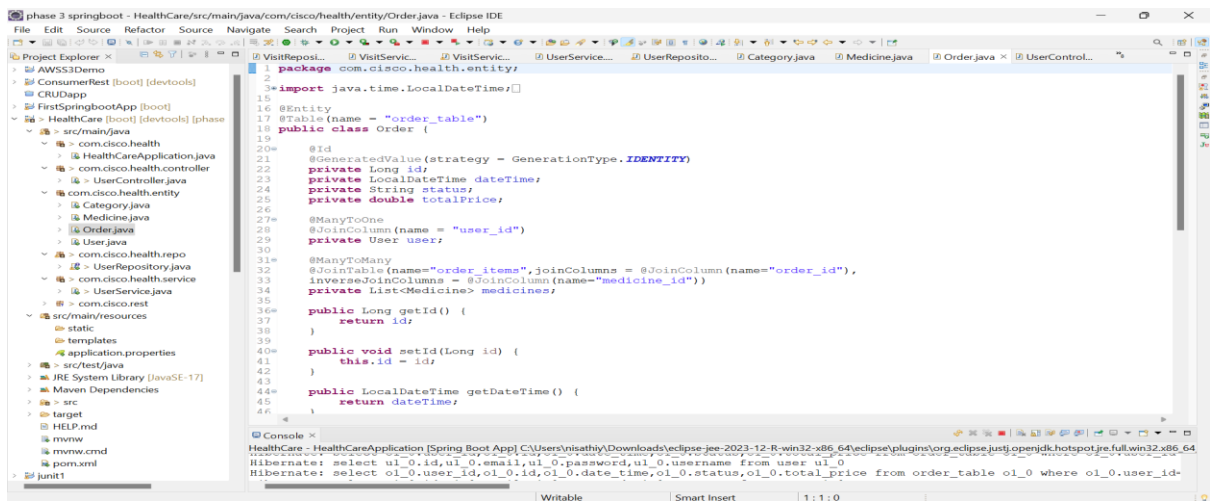 phase 3 springboot - HealthCare/src/main/java/com/cisco/health/entity/Order.java - Eclipse IDE
File Edit Source Refactor Source Navigate Search Project Run Window Help
Project Explorer ×
AWSS3Demo
ConsumerRest [boot] [devtools]
CRUDapp
FirstSpringbootApp [boot]
> HealthCare [boot] [devtools] [phase
> src/main/java
> com.cisco.health
> HealthCareApplication.java
> com.cisco.health.controller
> UserController.java
com.cisco.health.entity
Category.java
Medicine.java
Order.java
User.java
> com.cisco.health.repo
> UserRepository.java
> com.cisco.health.service
> UserService.java
> com.cisco.rest
src/main/resources
static
templates
application.properties
> src/test/java
JRE System Library [JavaSE-17]
Maven Dependencies
> src
target
HELP.md
mvnw
mvnw.cmd
pom.xml
junit1
VisitReposi... VisitServic... VisitServic... UserService.... UserReposito... Category.java Medicine.java Order.java × UserControl...
1 package com.cisco.health.entity;
2
3 import java.time.LocalDateTime;
15
16 @Entity
17 @Table(name = "order_table")
18 public class Order {
19
20 @Id
21 @GeneratedValue(strategy = GenerationType.IDENTITY)
22 private Long id;
23 private LocalDateTime dateTime;
24 private String status;
25 private double totalPrice;
26
27 @ManyToOne
28 @JoinColumn(name = "user_id")
29 private User user;
30
31 @ManyToMany
32 @JoinTable(name="order_items",joinColumns = @JoinColumn(name="order_id"),
33 inverseJoinColumns = @JoinColumn(name="medicine_id"))
34 private List<Medicine> medicines;
35
36 public Long getId() {
37 return id;
38 }
39
40 public void setId(Long id) {
41 this.id = id;
42 }
43
44 public LocalDateTime getDateTime() {
45 return dateTime;
46 }
Console ×
HealthCare - HealthCareApplication [Spring Boot App] C:\Users\nisathiy\Downloads\eclipse-jee-2023-12-R-win32-x86_64\eclipse\plugins\org.eclipse.justj.openjdk.hotspot.jre.full.win32.x86_64
Hibernate: select u1_0.id,u1_0.email,u1_0.password,u1_0.username from user u1_0
Hibernate: select o1_0.user_id,o1_0.id,o1_0.date_time,o1_0.status,o1_0.total_price from order_table o1_0 where o1_0.user_id=
Writable Smart Insert 1 : 1 : 0